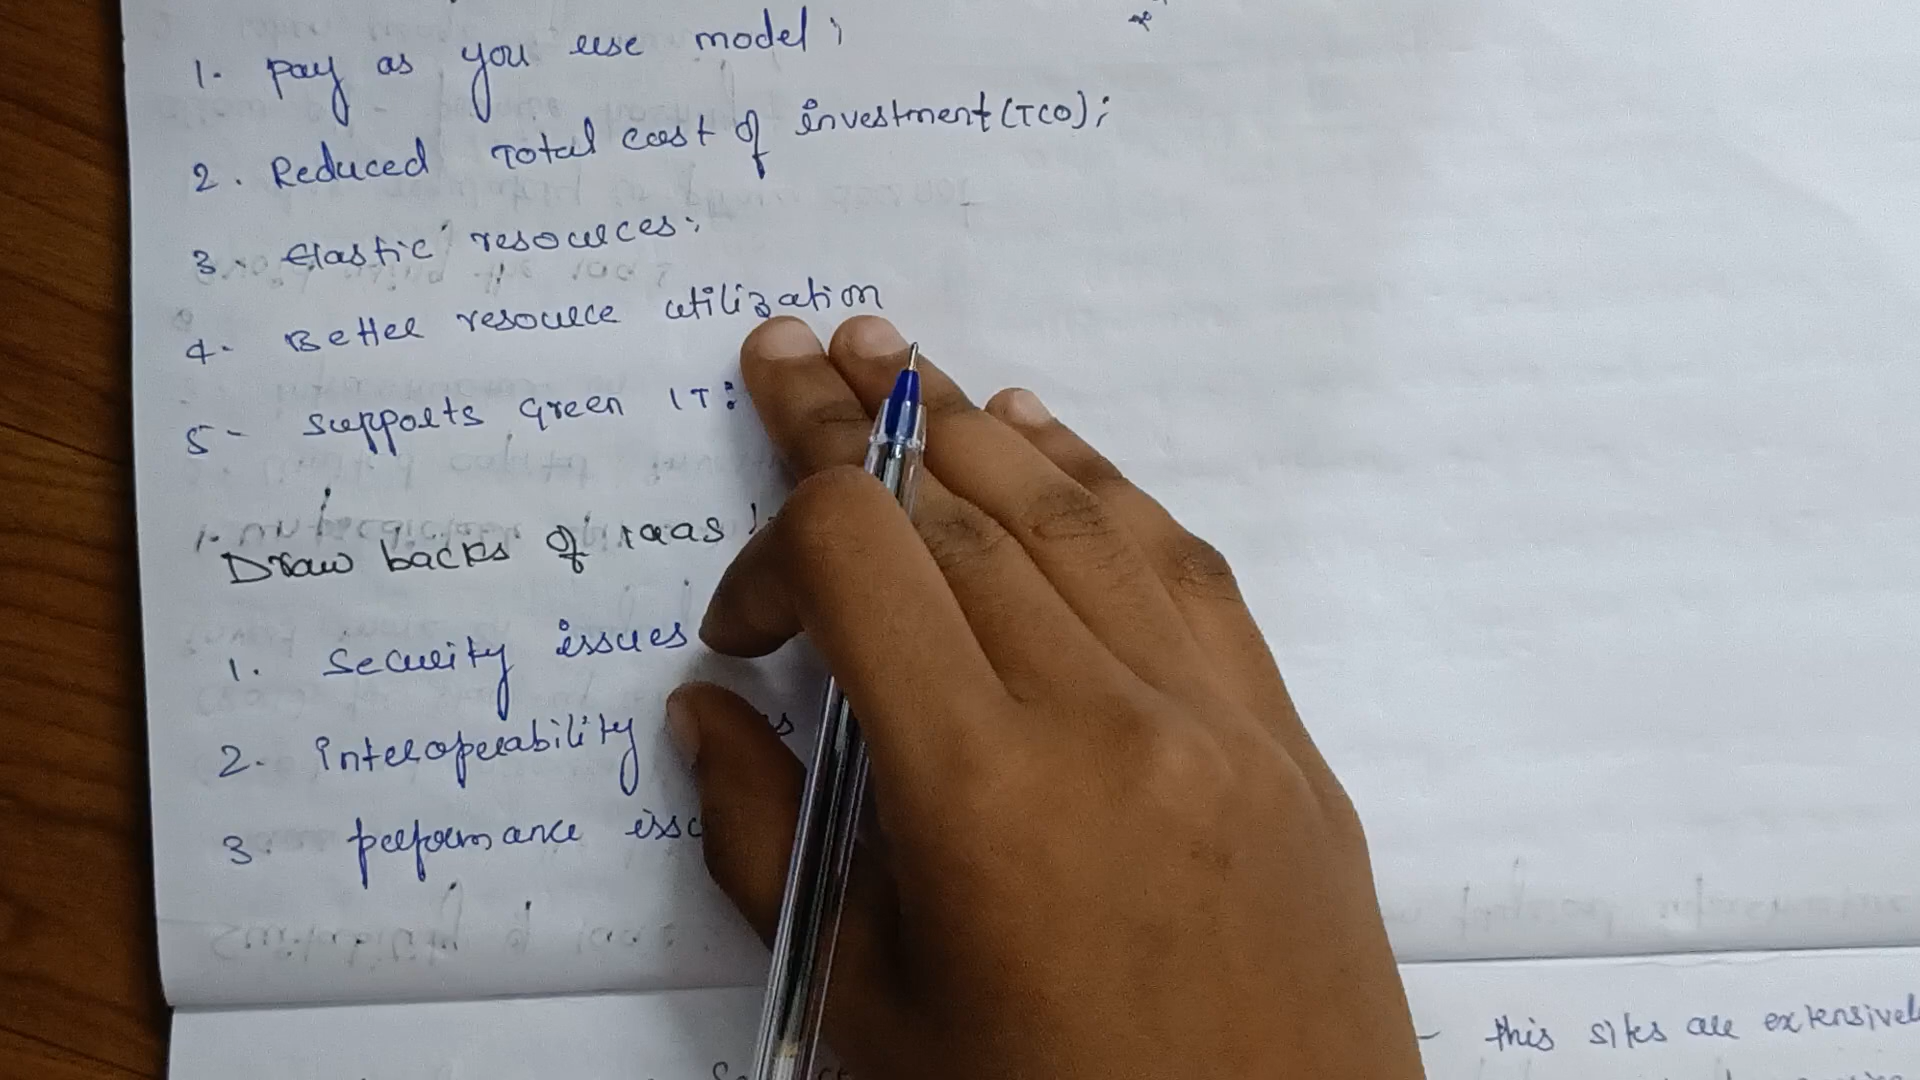 1. pay as you use model;
2. Reduced Total cost of investment (TCO);
3. Elastic resources:
4. Better resource utilization
5- supports Green IT:
Draw backs of Iaas
1. Security issues
2. interoperability
3. performance
- this sites are extensively